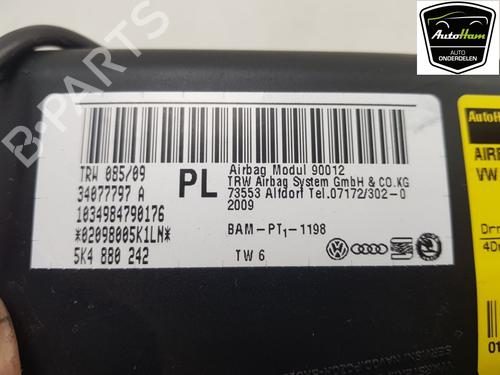 AutoHam
AUTO
ONDERDELEN
B-PARTS
TRW 085/09
34077797 A
1034984790176
*02098005K1LN*
5K4 880 242
PL
Airbag Modul 90012
TRW Airbag System GmbH & CO.KG
73553 Alfdorf Tel.07172/302-0
2009
BAM-PT1-1198
TW 6
VW